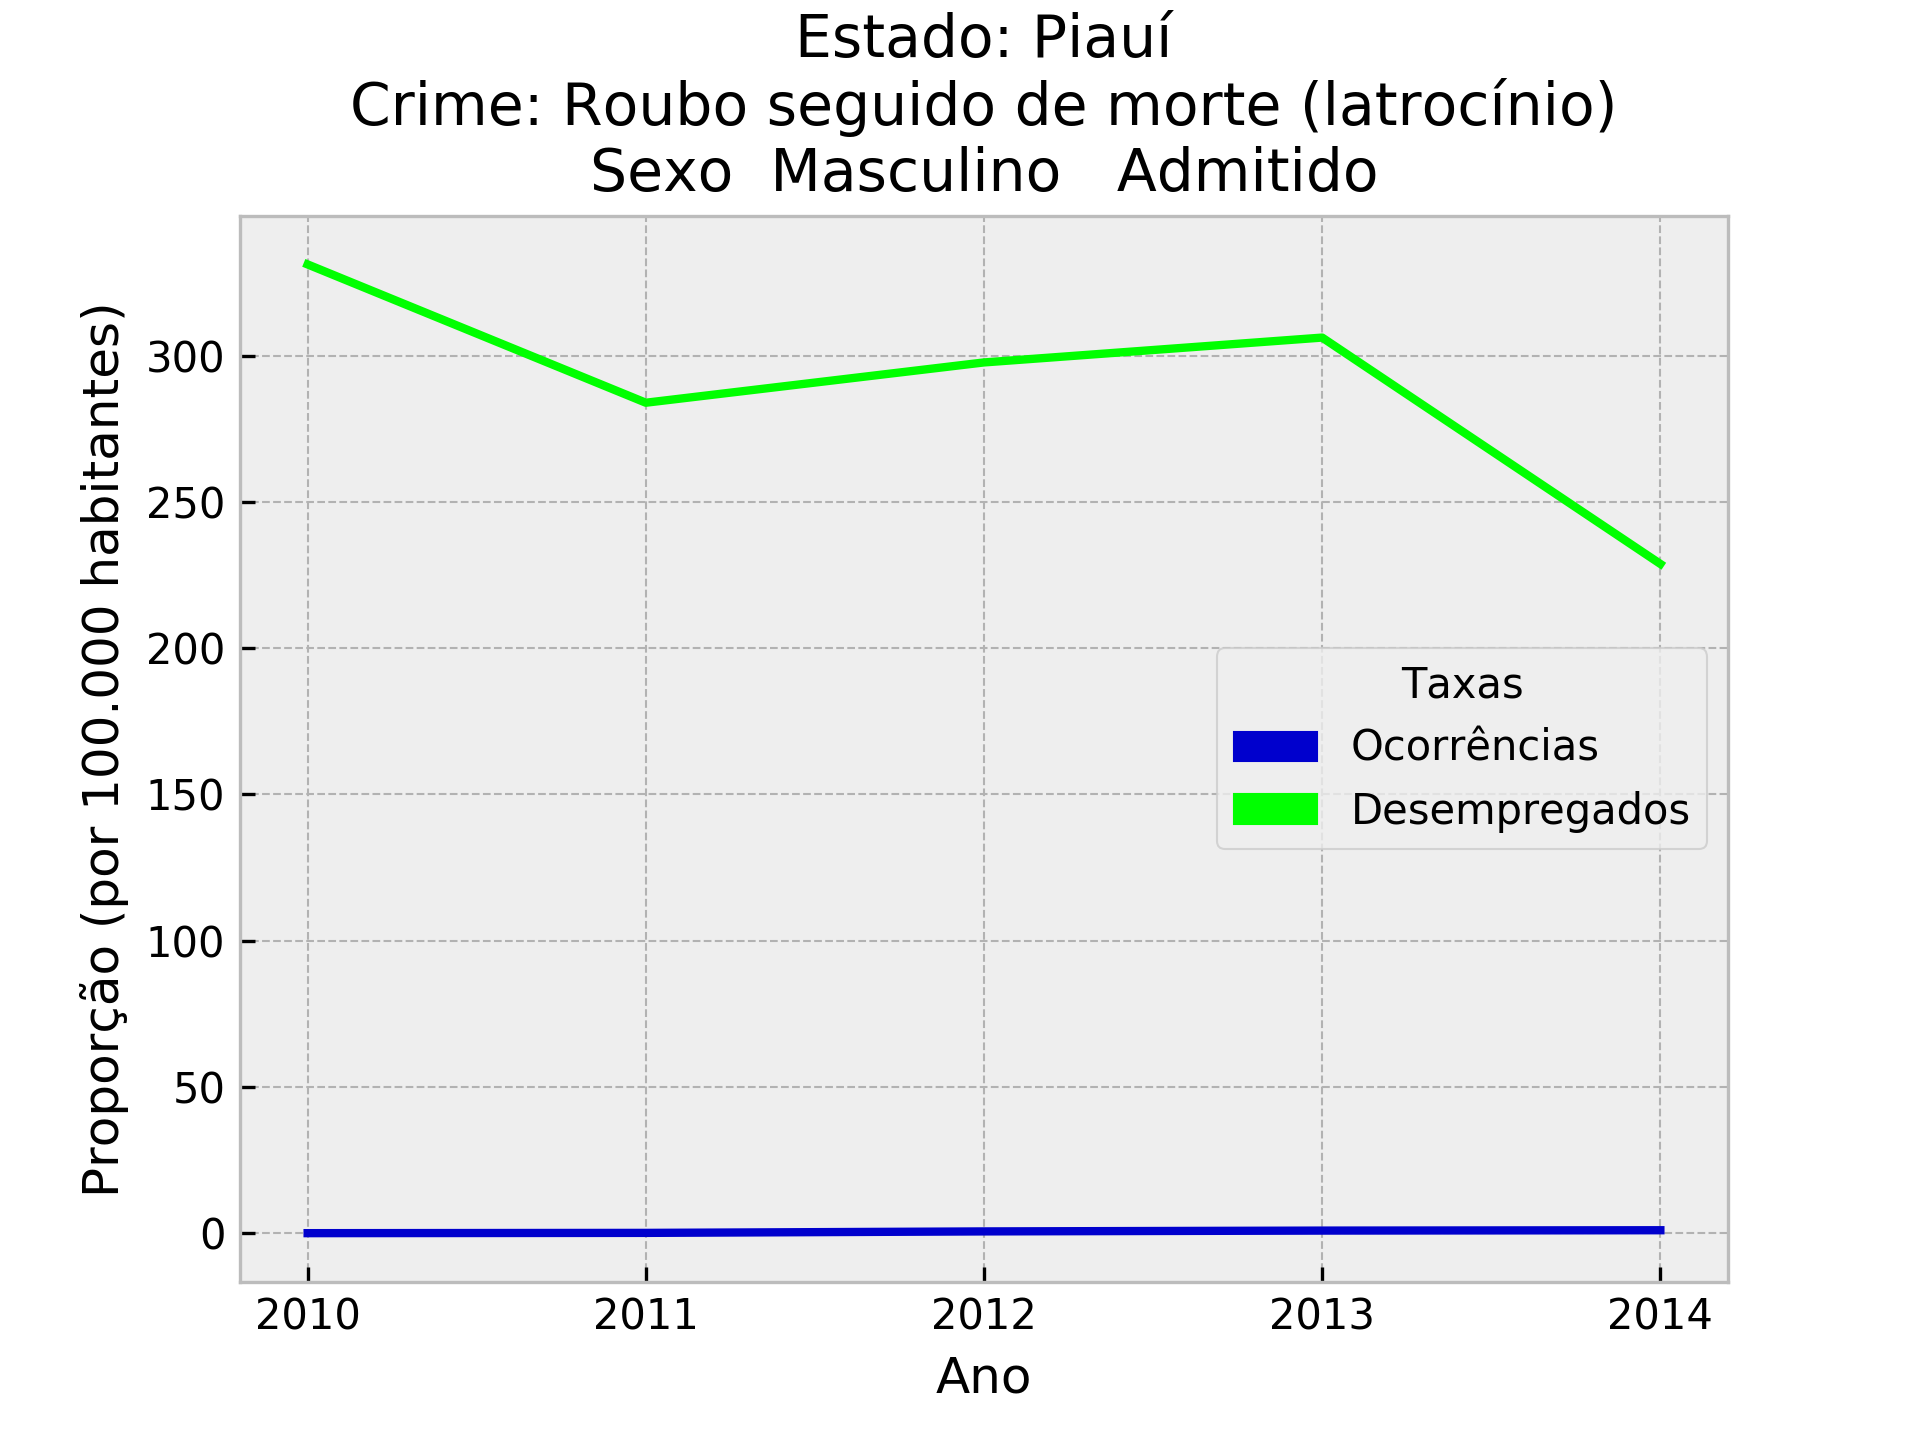 Estado: Piauí
Crime: Roubo seguido de morte (latrocínio)
Sexo  Masculino   Admitido
Proporção (por 100.000 habitantes)
300
250
200
150
100
50
0
Taxas
Ocorrências
Desempregados
2010 2011 2012 2013 2014
Ano